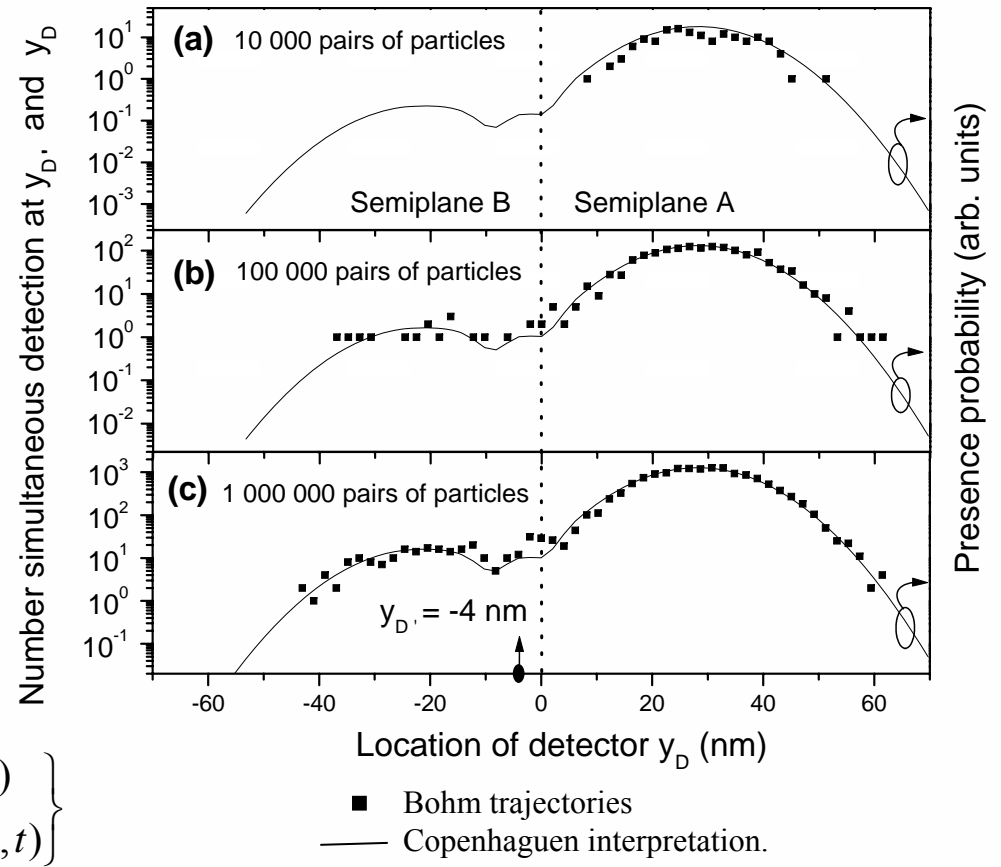 Number simultaneous detection at y_D' and y_D
Presence probability (arb. units)
(a) 10 000 pairs of particles
10^1
10^0
10^-1
10^-2
10^-3
Semiplane B
Semiplane A
(b) 100 000 pairs of particles
10^2
10^1
10^0
10^-1
10^-2
(c) 1 000 000 pairs of particles
10^3
10^2
10^1
10^0
10^-1
y_D' = -4 nm
-60 -40 -20 0 20 40 60
Location of detector y_D (nm)
)
,t)}
Bohm trajectories
Copenhaguen interpretation.